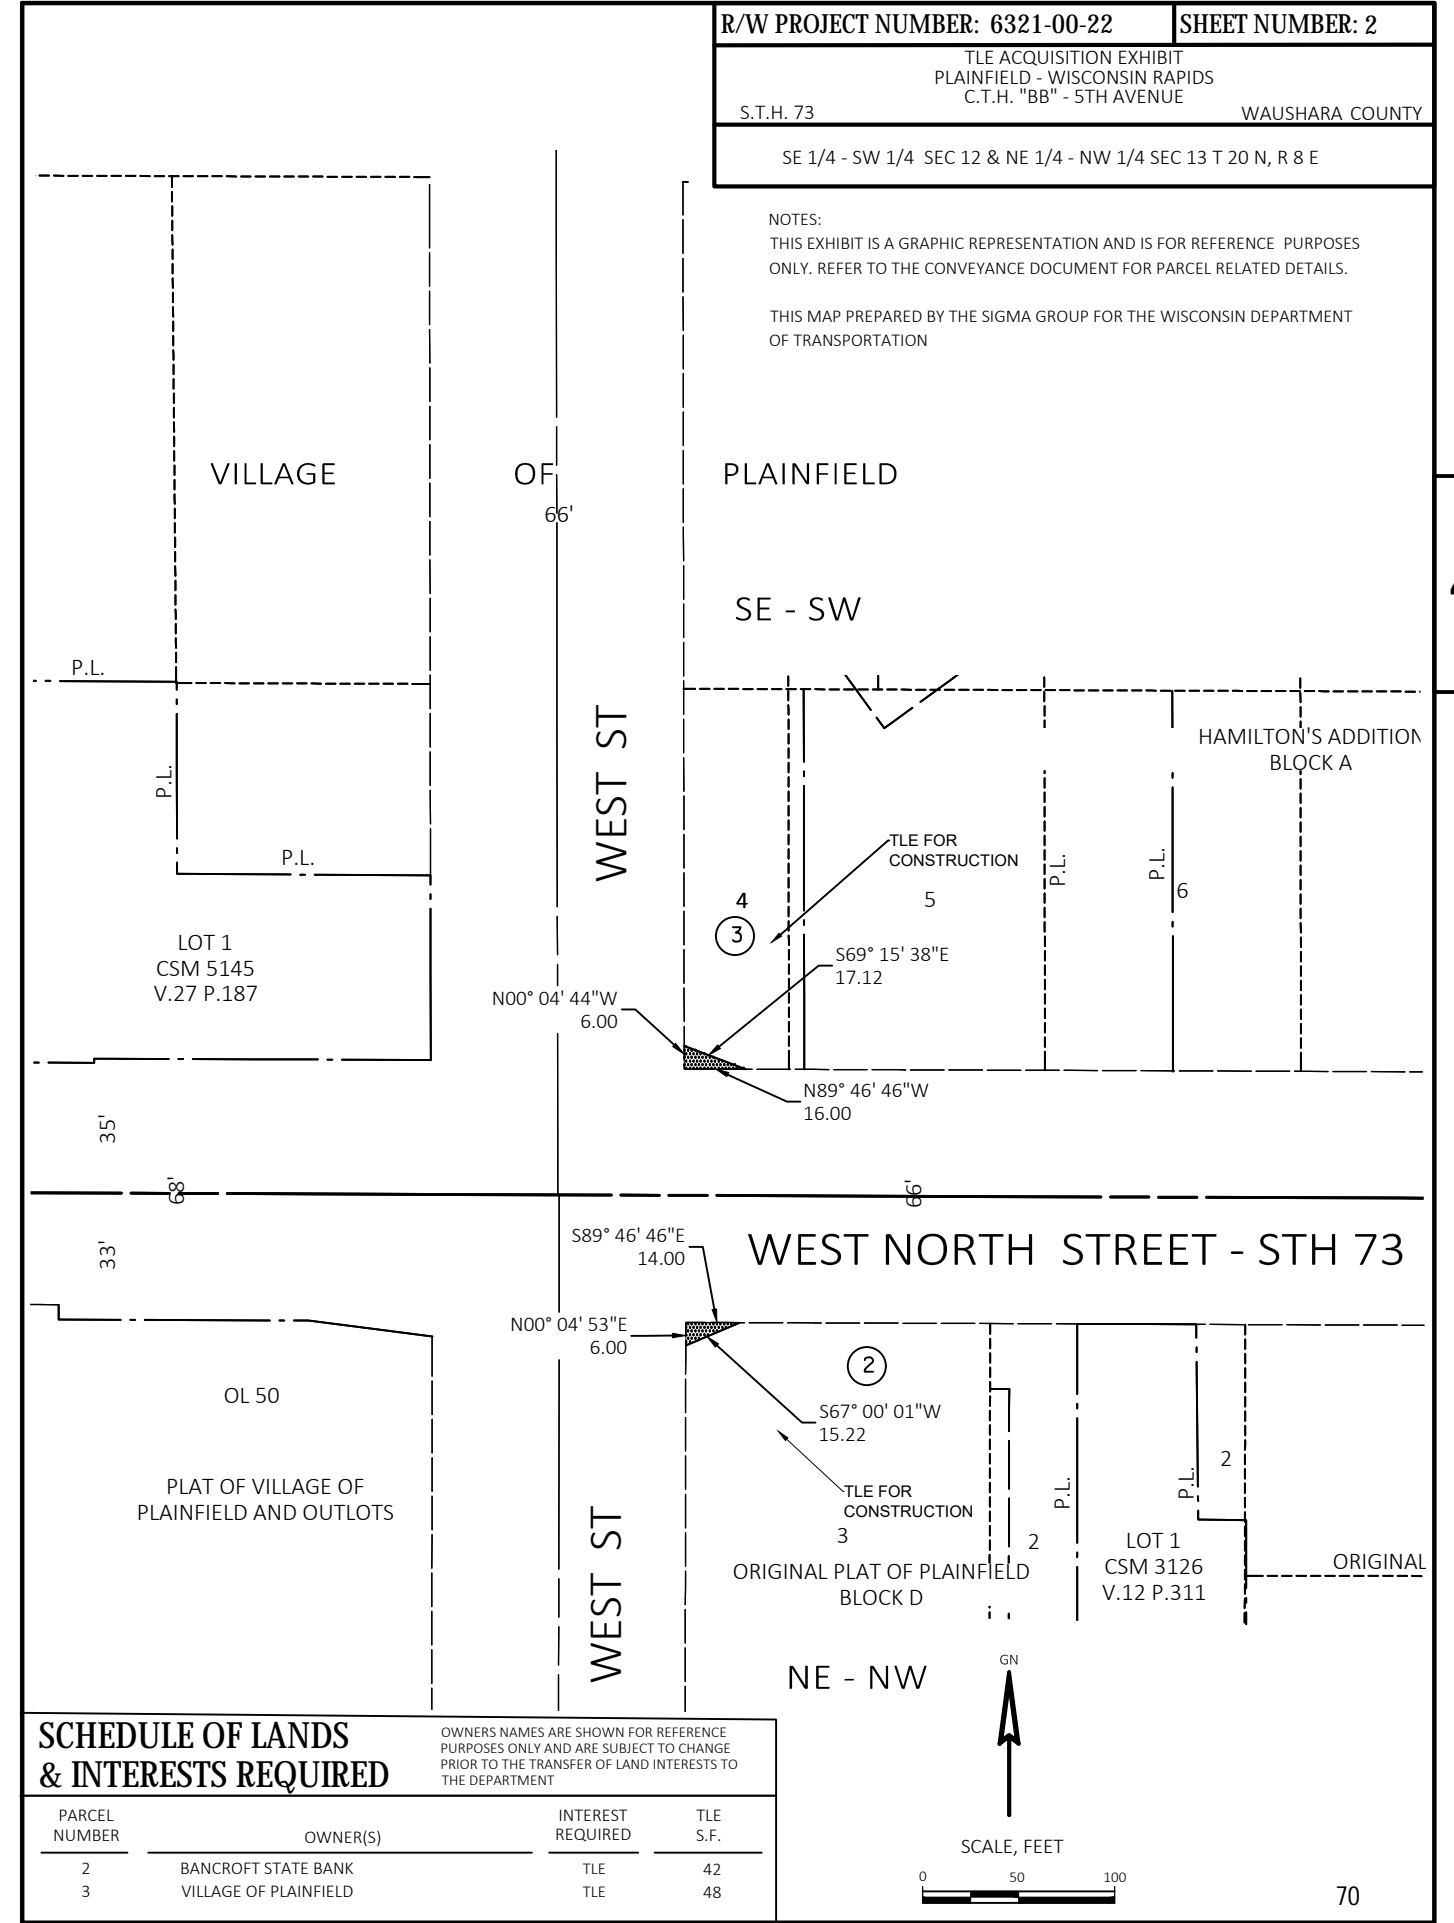 R/W PROJECT NUMBER: 6321-00-22
SHEET NUMBER: 2
TLE ACQUISITION EXHIBIT
PLAINFIELD - WISCONSIN RAPIDS
C.T.H. "BB" - 5TH AVENUE
S.T.H. 73
WAUSHARA COUNTY
SE 1/4 - SW 1/4 SEC 12 & NE 1/4 - NW 1/4 SEC 13 T 20 N, R 8 E
NOTES:
THIS EXHIBIT IS A GRAPHIC REPRESENTATION AND IS FOR REFERENCE PURPOSES
ONLY. REFER TO THE CONVEYANCE DOCUMENT FOR PARCEL RELATED DETAILS.
THIS MAP PREPARED BY THE SIGMA GROUP FOR THE WISCONSIN DEPARTMENT
OF TRANSPORTATION
VILLAGE OF PLAINFIELD
66'
SE - SW
P.L.
P.L.
P.L.
WEST ST
HAMILTON'S ADDITION
BLOCK A
TLE FOR
CONSTRUCTION
P.L.
P.L.
4
3
5
6
LOT 1
CSM 5145
V.27 P.187
S69° 15' 38"E
17.12
N00° 04' 44"W
6.00
N89° 46' 46"W
16.00
35'
68'
66'
33'
S89° 46' 46"E
14.00
WEST NORTH STREET - STH 73
N00° 04' 53"E
6.00
2
OL 50
S67° 00' 01"W
15.22
PLAT OF VILLAGE OF
PLAINFIELD AND OUTLOTS
TLE FOR
CONSTRUCTION
3
P.L.
P.L.
2
2
WEST ST
ORIGINAL PLAT OF PLAINFIELD
BLOCK D
LOT 1
CSM 3126
V.12 P.311
ORIGINAL
NE - NW
GN
SCHEDULE OF LANDS
& INTERESTS REQUIRED
OWNERS NAMES ARE SHOWN FOR REFERENCE
PURPOSES ONLY AND ARE SUBJECT TO CHANGE
PRIOR TO THE TRANSFER OF LAND INTERESTS TO
THE DEPARTMENT
PARCEL NUMBER OWNER(S) INTEREST REQUIRED TLE S.F.
2 BANCROFT STATE BANK TLE 42
3 VILLAGE OF PLAINFIELD TLE 48
SCALE, FEET
0 50 100
70